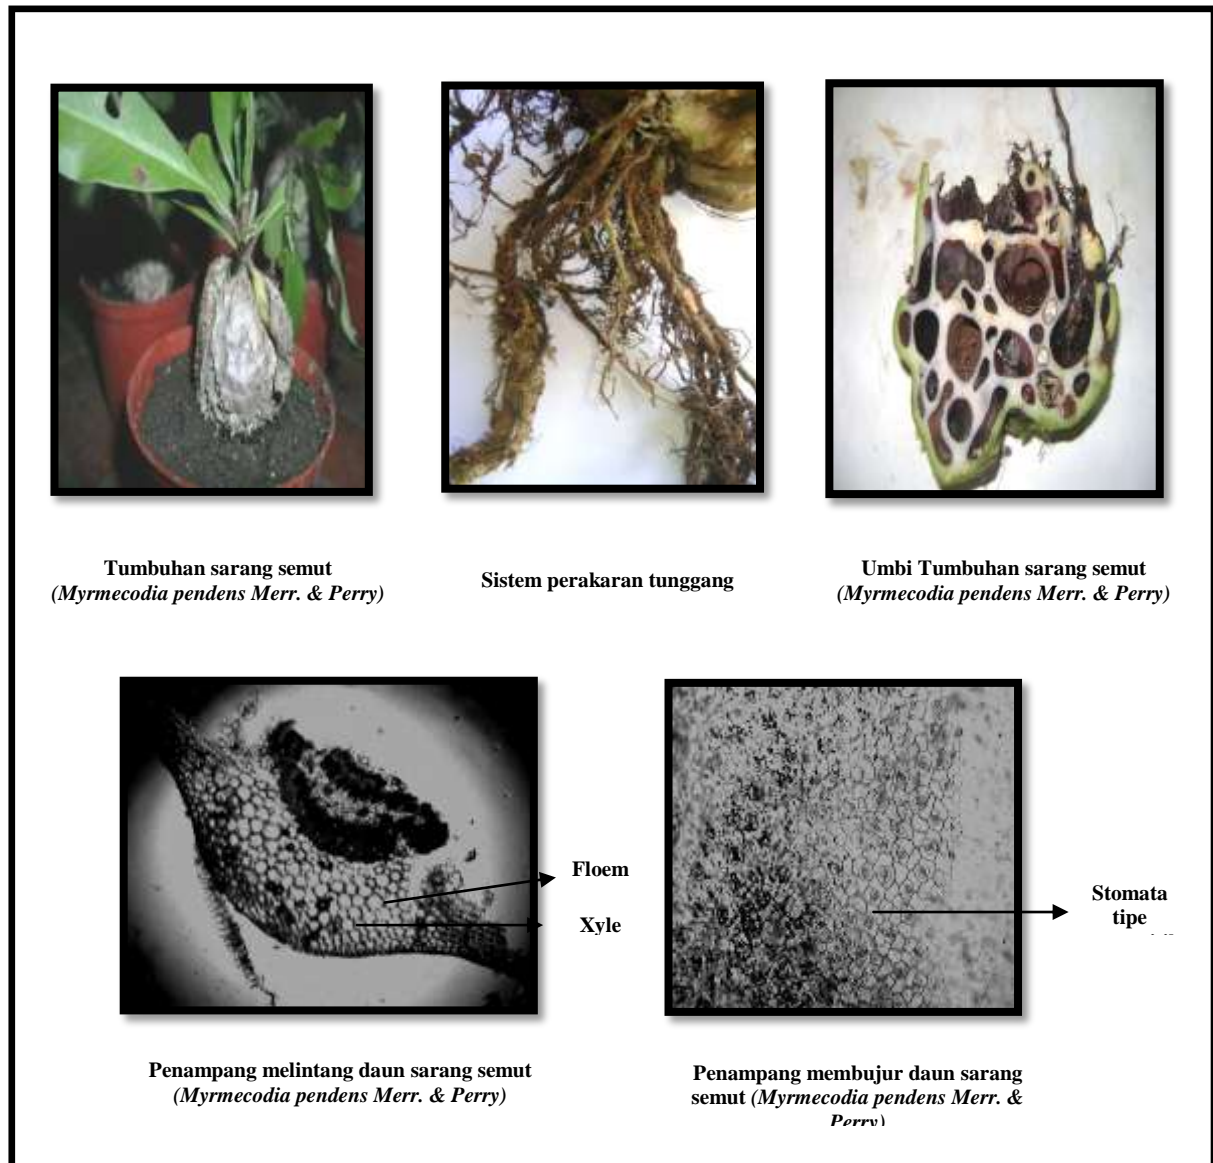 Tumbuhan sarang semut
(Myrmecodia pendens Merr. & Perry)
Sistem perakaran tunggang
Umbi Tumbuhan sarang semut
(Myrmecodia pendens Merr. & Perry)
Floem
Xyle
Stomata
tipe
Penampang melintang daun sarang semut
(Myrmecodia pendens Merr. & Perry)
Penampang membujur daun sarang
semut (Myrmecodia pendens Merr. &
Perry)